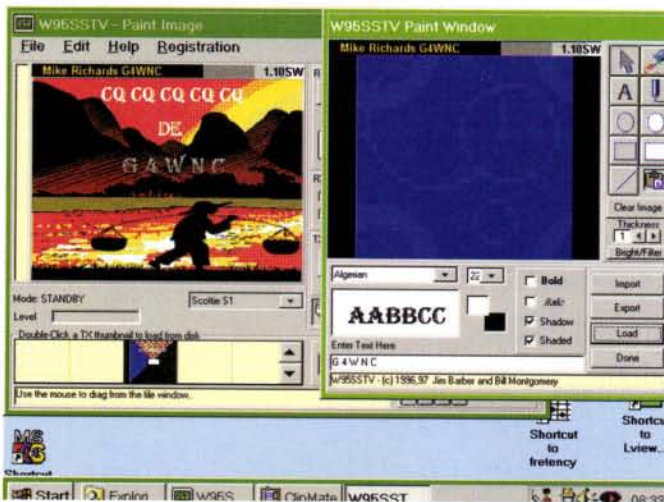 W95SSTV - Paint Image
File Edit Help Registration
Mike Richards G4WNC 1.10SW
CQ CQ CQ CQ CQ
DE
G4WNC
Mode: STANDBY
Scottie S1
Level
Double-Click a TX thumbnail to load from disk
Use the mouse to drag from the file window.
W95SSTV Paint Window
Mike Richards G4WNC 1.10SW
A
Clear Image
Thickness
1
Bright/Filter
Algerian
22
Bold
Italic
Shadow
Shaded
Import
Export
Load
Done
AABBCC
Enter Text Here
G4WNC
W95SSTV - (c) 1996,97 Jim Barber and Bill Montgomery
Shortcut
to
fretency
to
Lview...
MS
Start
Explori
W95S
ClipMate
W95SST